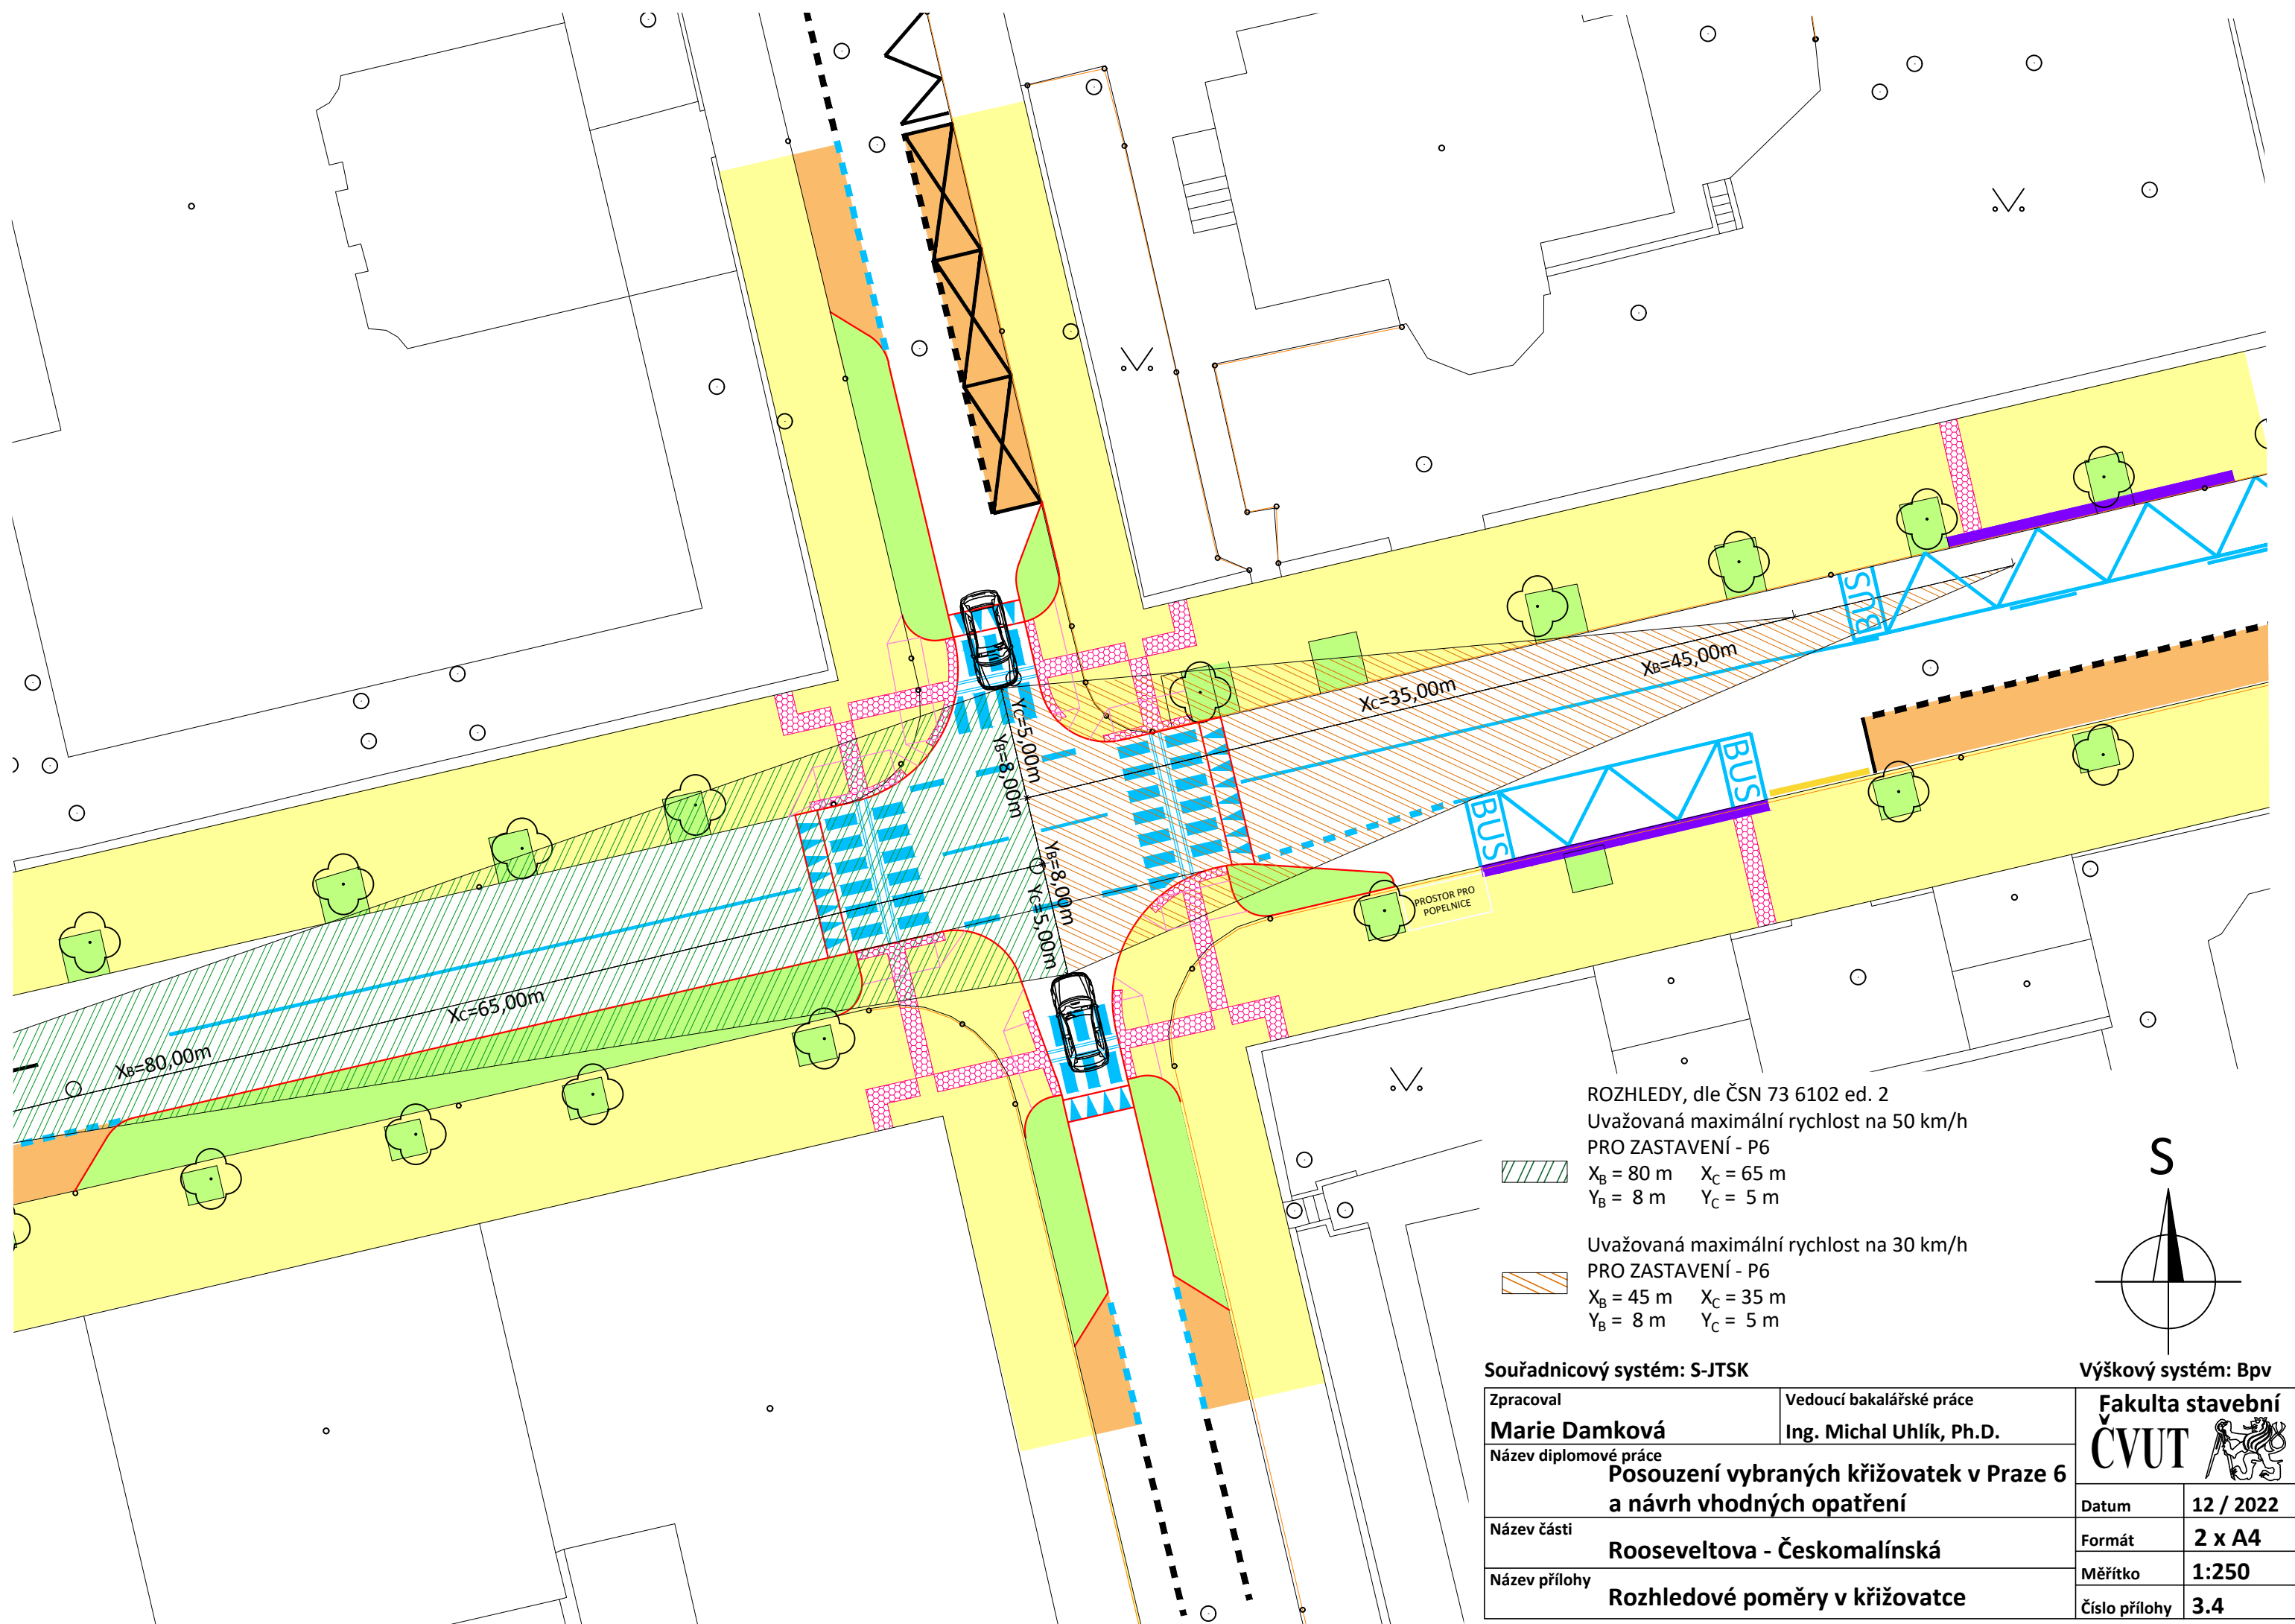 BUS
XB=45,00m
XC=35,00m
YC=5,00m
YB=8,00m
BUS
BUS
YB=8,00m
YC=5,00m
PROSTOR PRO
POPELNICE
XC=65,00m
XB=80,00m
ROZHLEDY, dle ČSN 73 6102 ed. 2
Uvažovaná maximální rychlost na 50 km/h
PRO ZASTAVENÍ - P6
XB = 80 m XC = 65 m
YB = 8 m YC = 5 m
Uvažovaná maximální rychlost na 30 km/h
PRO ZASTAVENÍ - P6
XB = 45 m XC = 35 m
YB = 8 m YC = 5 m
S
Souřadnicový systém: S-JTSK
Výškový systém: Bpv
Zpracoval
Marie Damková
Vedoucí bakalářské práce
Ing. Michal Uhlík, Ph.D.
Fakulta stavební
ČVUT
Název diplomové práce
Posouzení vybraných křižovatek v Praze 6
a návrh vhodných opatření
Datum 12 / 2022
Název části
Rooseveltova - Českomalínská
Formát 2 x A4
Měřítko 1:250
Název přílohy
Rozhledové poměry v křižovatce
Číslo přílohy 3.4